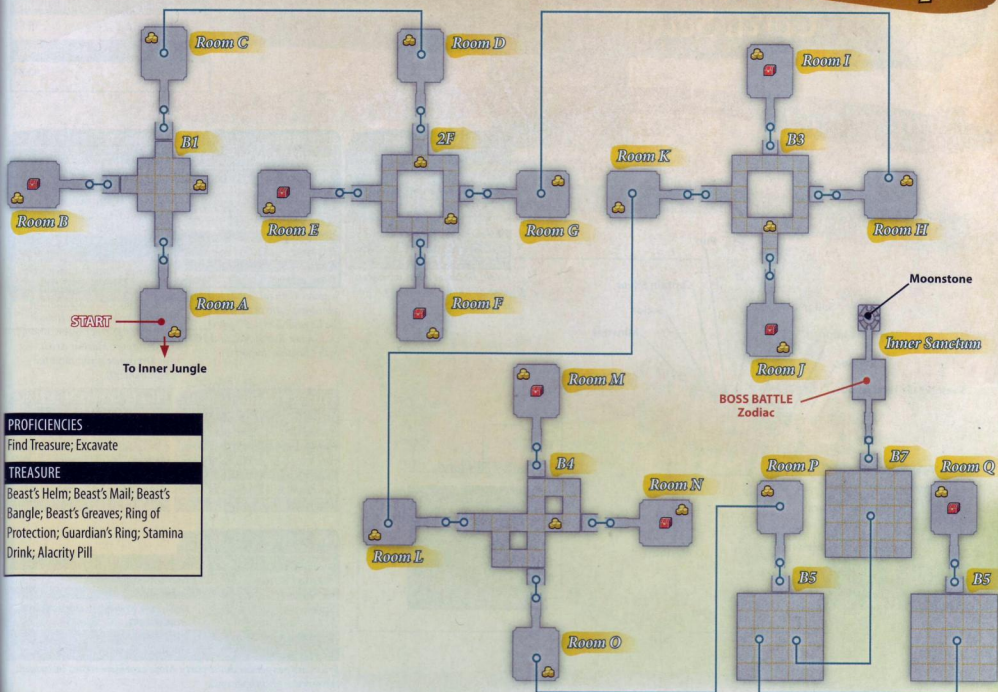 Room C
Room D
Room I
B1
2F
B3
Room K
Room B
Room E
Room G
Room H
Room A
Room F
START
To Inner Jungle
Moonstone
Inner Sanctum
Room J
Room M
BOSS BATTLE
Zodiac
PROFICIENCIES
Find Treasure; Excavate
TREASURE
Beast's Helm; Beast's Mail; Beast's
Bangle; Beast's Greaves; Ring of
Protection; Guardian's Ring; Stamina
Drink; Alacrity Pill
B4
Room N
Room P
B7
Room Q
Room L
B5
B5
Room O